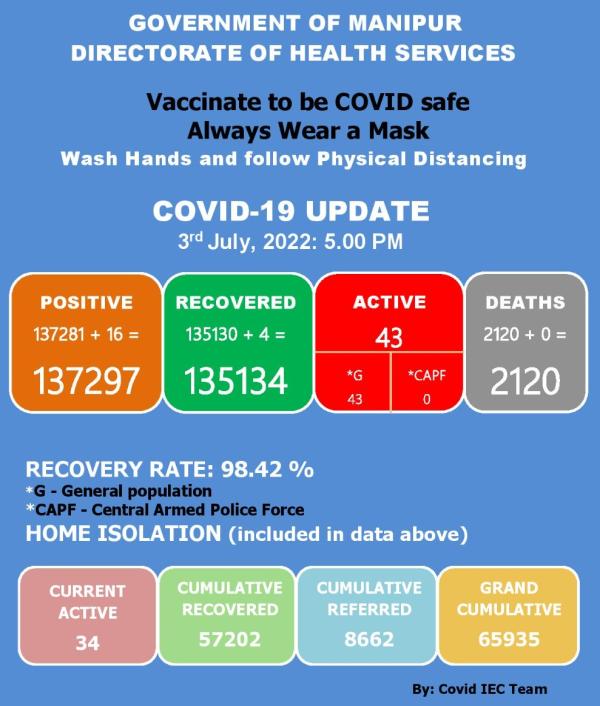 GOVERNMENT OF MANIPUR
DIRECTORATE OF HEALTH SERVICES
Vaccinate to be COVID safe
Always Wear a Mask
Wash Hands and follow Physical Distancing
COVID-19 UPDATE
3rd July, 2022: 5.00 PM
POSITIVE
137281 + 16 =
137297
RECOVERED
135130 + 4 =
135134
ACTIVE
43
*G
43
*CAPF
0
DEATHS
2120 + 0 =
2120
RECOVERY RATE: 98.42 %
*G - General population
*CAPF - Central Armed Police Force
HOME ISOLATION (included in data above)
CURRENT
ACTIVE
34
CUMULATIVE
RECOVERED
57202
CUMULATIVE
REFERRED
8662
GRAND
CUMULATIVE
65935
By: Covid IEC Team